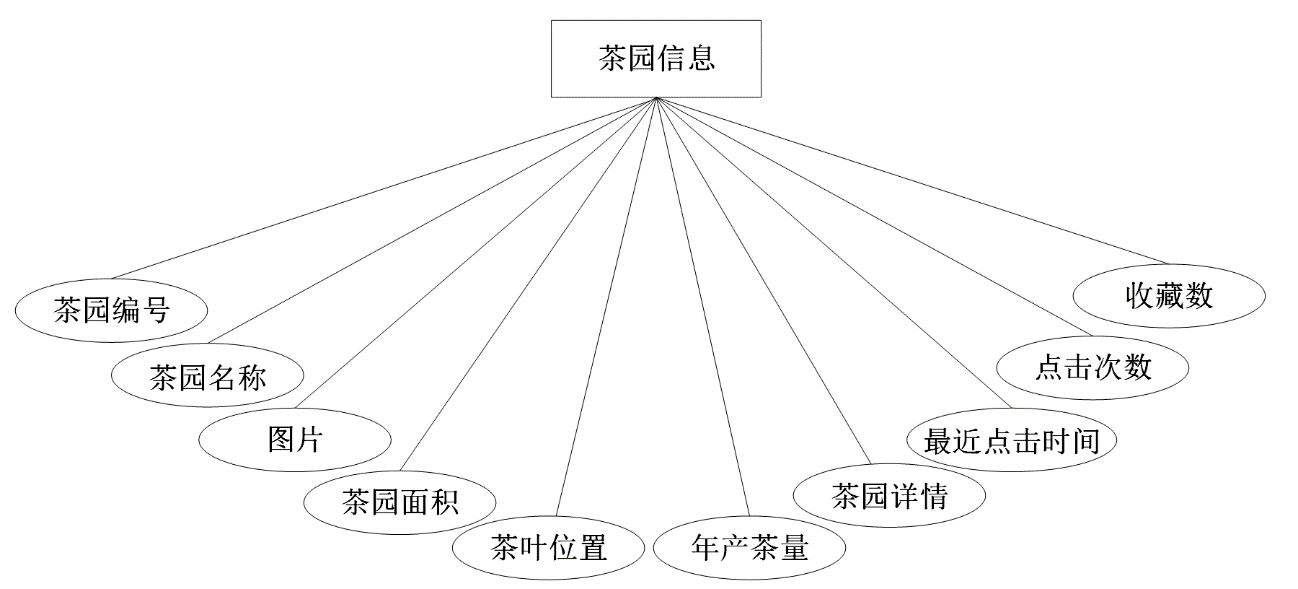 茶园信息
茶园编号
茶园名称
图片
茶园面积
茶叶位置
年产茶量
茶园详情
最近点击时间
点击次数
收藏数